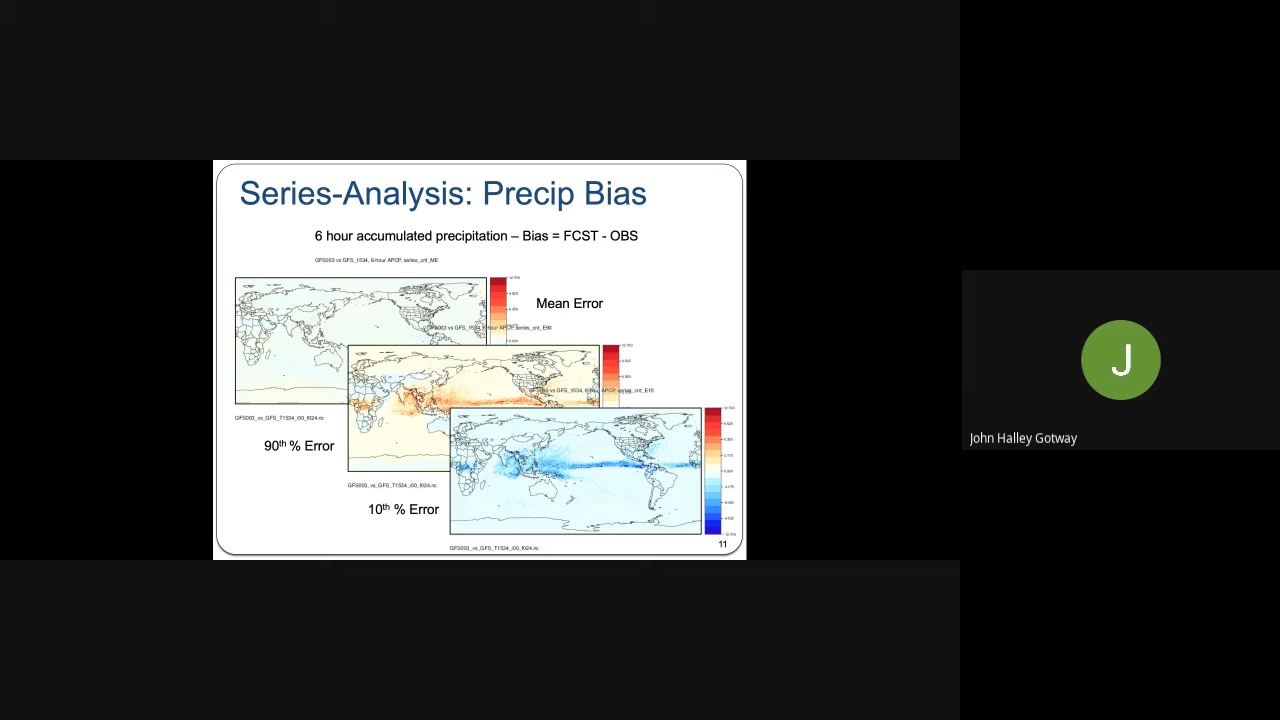 Series-Analysis: Precip Bias
6 hour accumulated precipitation – Bias = FCST - OBS
GFS003 vs GFS_1534, 6-hour APCP, series_cnt_ME
Mean Error
GFS003 vs GFS_1534, 6-hour APCP, series_cnt_E90
GFS003_vs_GFS_T1534_i00_f024.nc
90th % Error
GFS_1534, 6-hour APCP, series_cnt_E10
GFS003_vs_GFS_T1534_i00_f024.nc
10th % Error
GFS003_vs_GFS_T1534_i00_f024.nc
11
J
John Halley Gotway